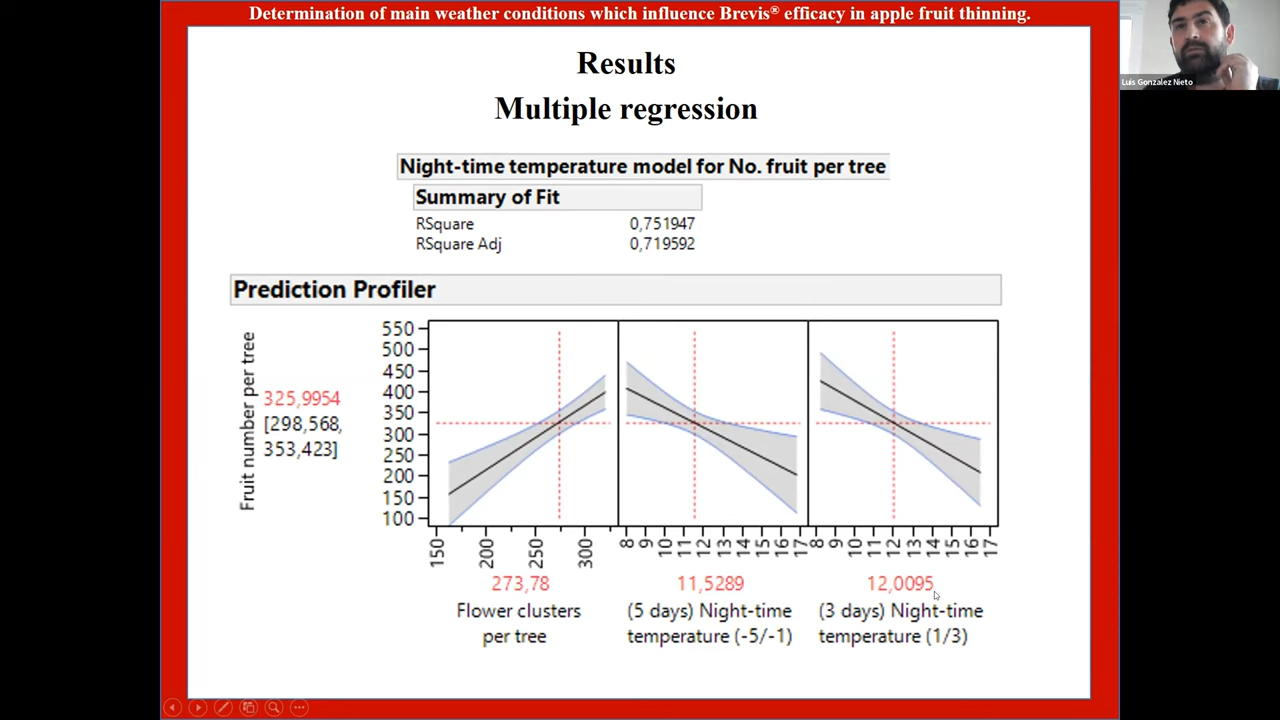 Determination of main weather conditions which influence Brevis® efficacy in apple fruit thinning.
Luis Gonzalez Nieto
Results
Multiple regression
Night-time temperature model for No. fruit per tree
Summary of Fit
RSquare 0,751947
RSquare Adj 0,719592
Prediction Profiler
Fruit number per tree
325,9954
[298,568,
353,423]
550
500
450
400
350
300
250
200
150
100
150 200 250 300
8 9 10 11 12 13 14 15 16 17
8 9 10 11 12 13 14 15 16 17
273,78 11,5289 12,0095
Flower clusters
per tree
(5 days) Night-time
temperature (-5/-1)
(3 days) Night-time
temperature (1/3)